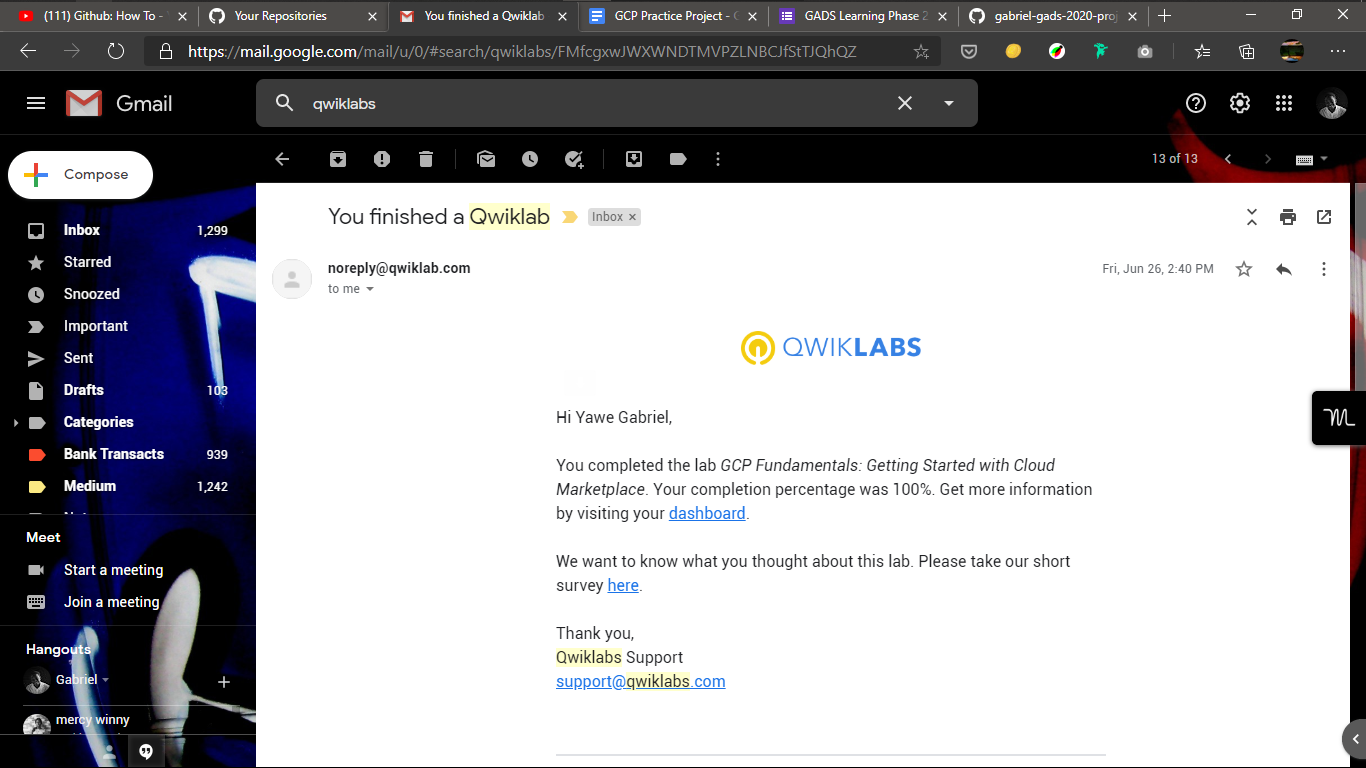 (111) Github: How To -
Your Repositories
You finished a Qwiklab
GCP Practice Project -
GADS Learning Phase 2
gabriel-gads-2020-proj
https://mail.google.com/mail/u/0/#search/qwiklabs/FMfcgxwJWXWNDTMVPZLNBCJfStTJQhQZ
Gmail
qwiklabs
Compose
13 of 13
Inbox 1,299
Starred
Snoozed
Important
Sent
Drafts 103
Categories
Bank Transacts 939
Medium 1,242
Meet
Start a meeting
Join a meeting
Hangouts
Gabriel
mercy winny
You finished a Qwiklab
Inbox ×
noreply@qwiklab.com
Fri, Jun 26, 2:40 PM
to me
QWIKLABS
Hi Yawe Gabriel,
You completed the lab GCP Fundamentals: Getting Started with Cloud
Marketplace. Your completion percentage was 100%. Get more information
by visiting your dashboard.
We want to know what you thought about this lab. Please take our short
survey here.
Thank you,
Qwiklabs Support
support@qwiklabs.com